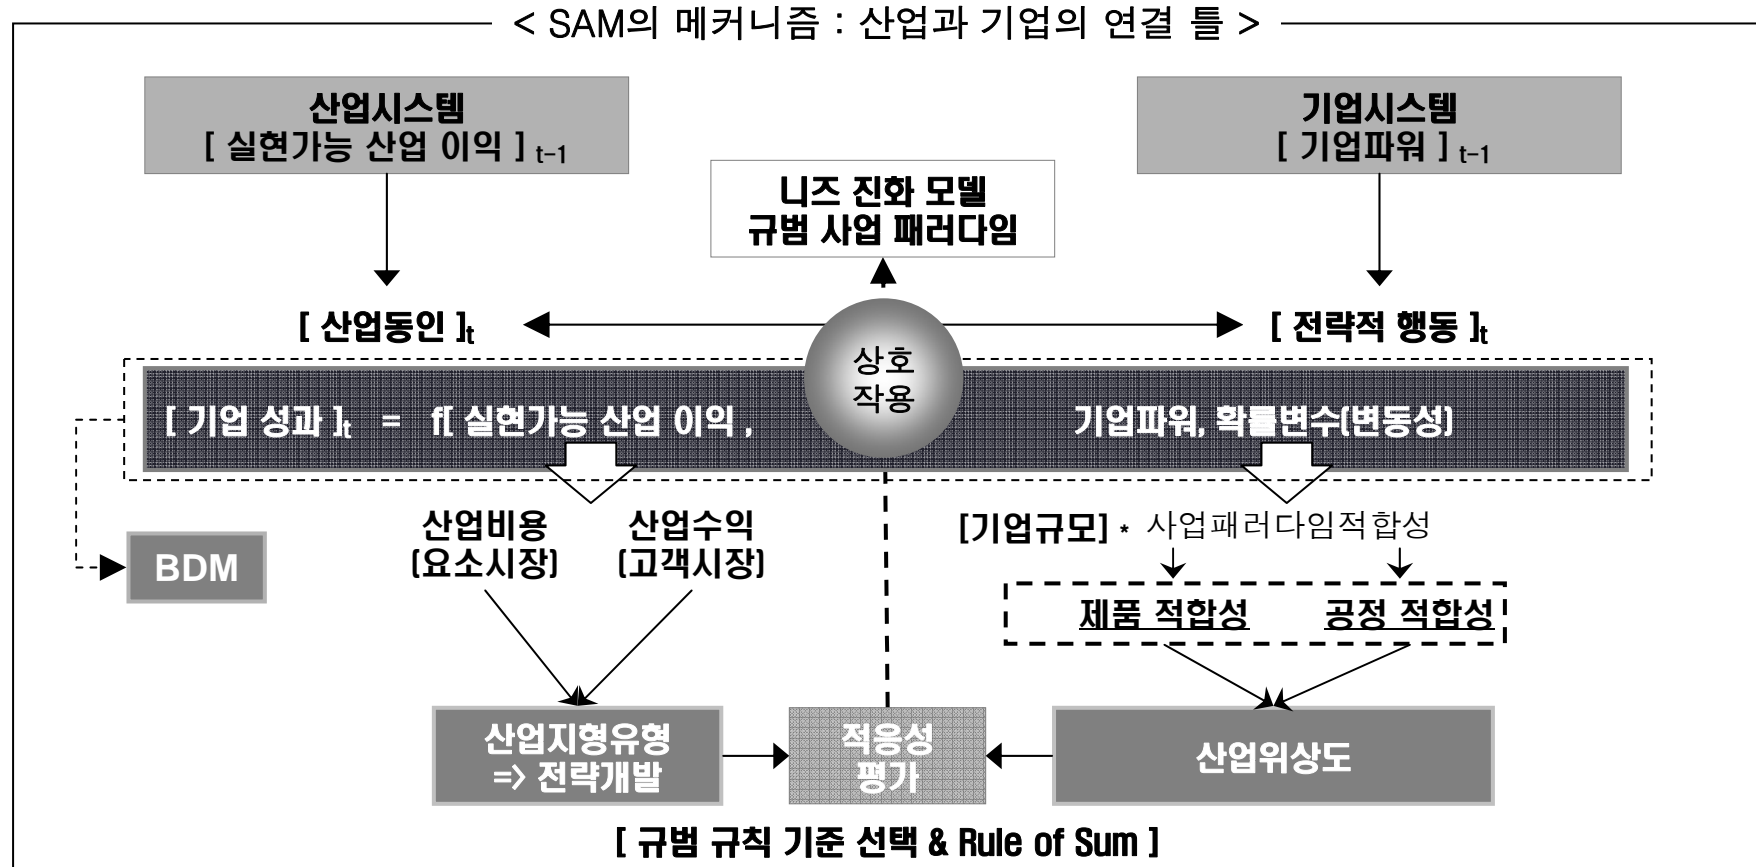 < SAM의 메커니즘 : 산업과 기업의 연결 틀 >
산업시스템
[ 실현가능 산업 이익 ] t-1
기업시스템
[ 기업파워 ] t-1
니즈 진화 모델
규범 사업 패러다임
[ 산업동인 ]t
[ 전략적 행동 ]t
상호
작용
[ 기업 성과 ]t = f[ 실현가능 산업 이익 ,
기업파워, 확률변수(변동성)
산업비용
(요소시장)
산업수익
(고객시장)
[기업규모] * 사업패러다임적합성
BDM
제품 적합성
공정 적합성
산업지형유형
=> 전략개발
적응성
평가
산업위상도
[ 규범 규칙 기준 선택 & Rule of Sum ]